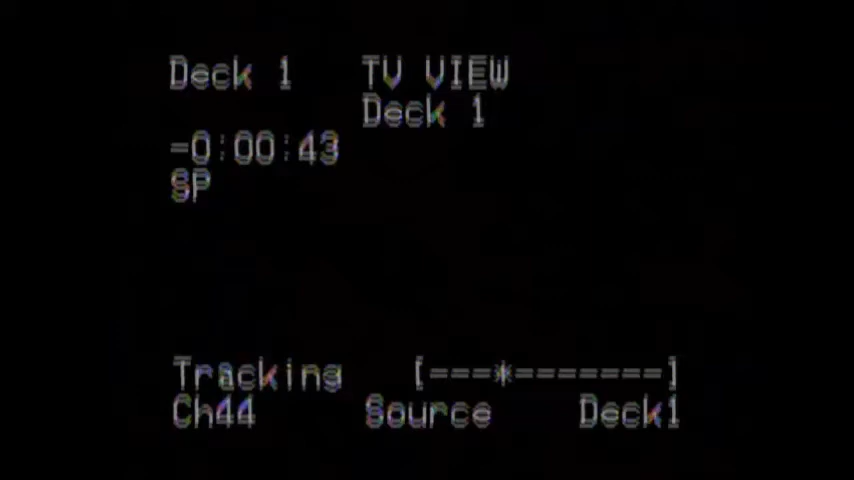 Deck 1 TV VIEW
Deck 1
-0:00:43
SP
Tracking [---*-------]
Ch44 Source Deck1